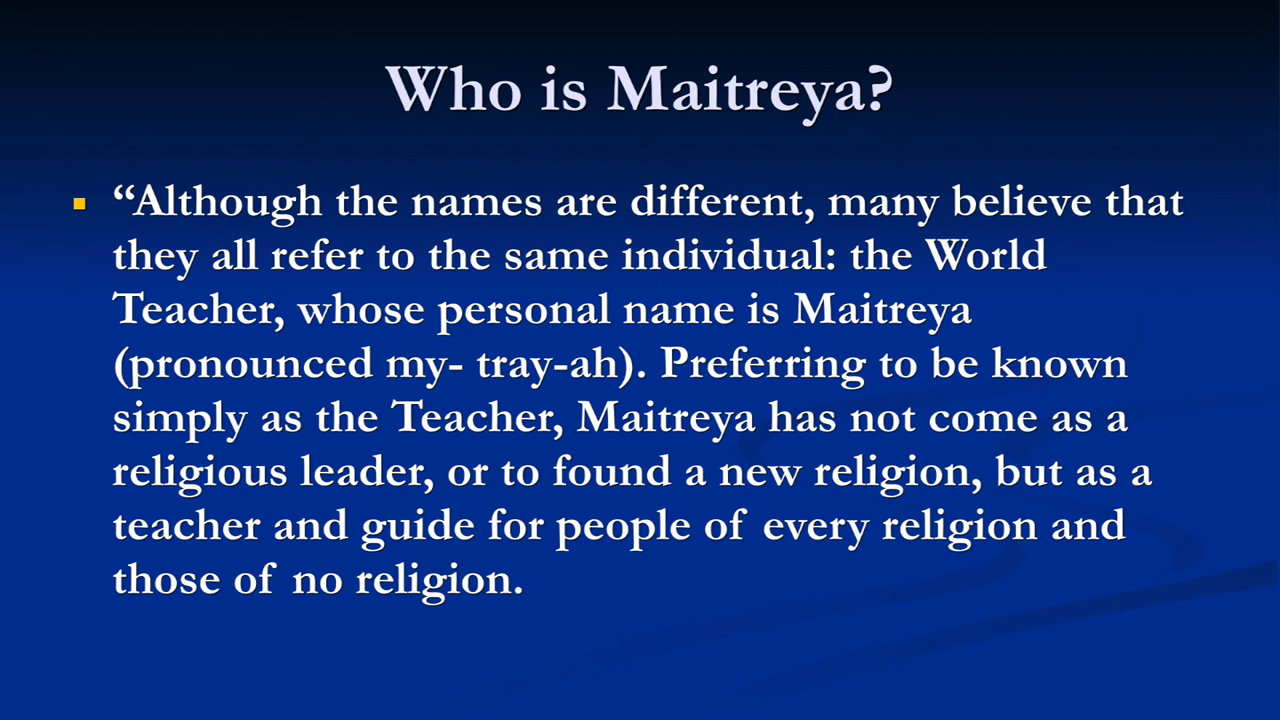 Who is Maitreya?
“Although the names are different, many believe that
they all refer to the same individual: the World
Teacher, whose personal name is Maitreya
(pronounced my- tray-ah). Preferring to be known
simply as the Teacher, Maitreya has not come as a
religious leader, or to found a new religion, but as a
teacher and guide for people of every religion and
those of no religion.